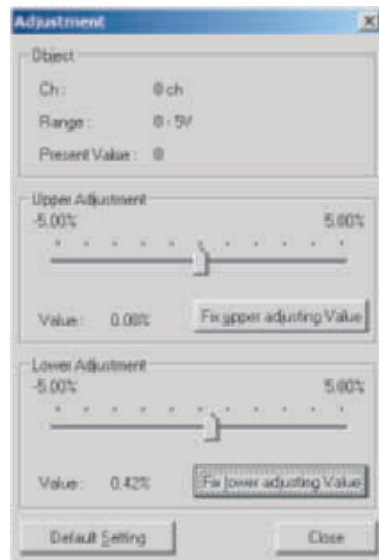 Adjustment
Object
Ch : 0 ch
Range : 0 - 5V
Present Value : 0
Upper Adjustment
-5.00% 5.00%
Value : 0.08% Fix upper adjusting Value
Lower Adjustment
-5.00% 5.00%
Value : 0.42% Fix lower adjusting Value
Default Setting Close